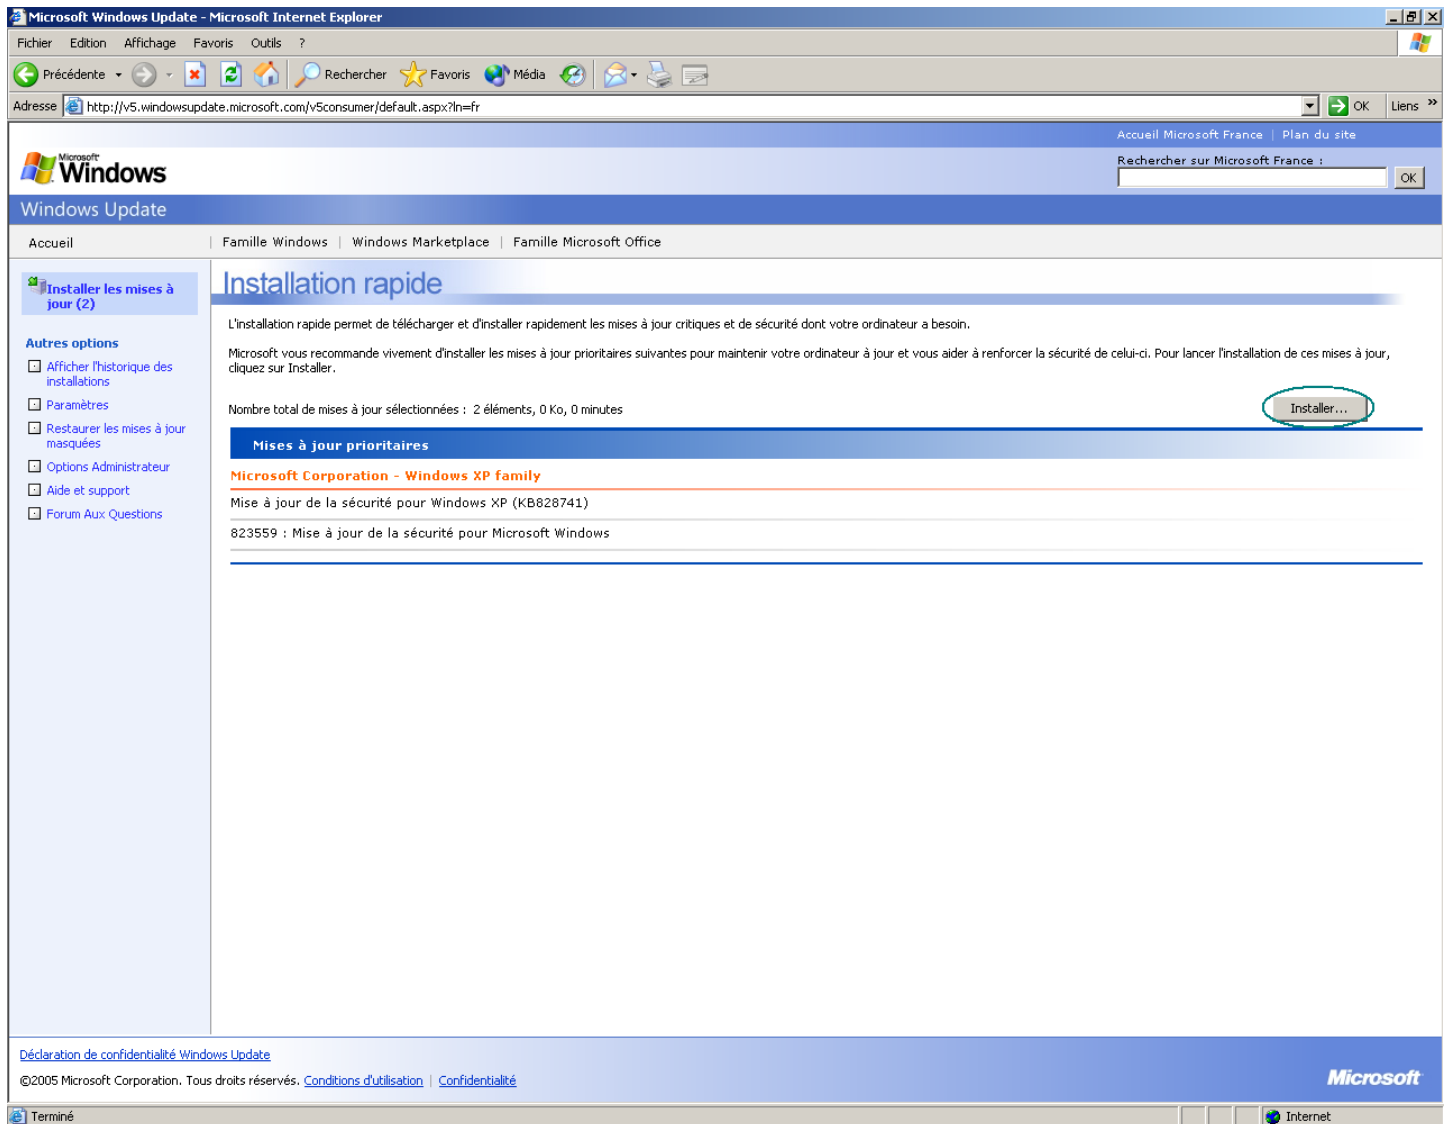 Microsoft Windows Update - Microsoft Internet Explorer
Fichier Edition Affichage Favoris Outils ?
Précédente Rechercher Favoris Média
Adresse http://v5.windowsupdate.microsoft.com/v5consumer/default.aspx?ln=fr OK Liens »
Accueil Microsoft France | Plan du site
Microsoft
Windows
Rechercher sur Microsoft France :
OK
Windows Update
Accueil | Famille Windows | Windows Marketplace | Famille Microsoft Office
Installer les mises à
jour (2)
Autres options
Afficher l'historique des
installations
Paramètres
Restaurer les mises à jour
masquées
Options Administrateur
Aide et support
Forum Aux Questions
Installation rapide
L'installation rapide permet de télécharger et d'installer rapidement les mises à jour critiques et de sécurité dont votre ordinateur a besoin.
Microsoft vous recommande vivement d'installer les mises à jour prioritaires suivantes pour maintenir votre ordinateur à jour et vous aider à renforcer la sécurité de celui-ci. Pour lancer l'installation de ces mises à jour,
cliquez sur Installer.
Nombre total de mises à jour sélectionnées : 2 éléments, 0 Ko, 0 minutes
Installer...
Mises à jour prioritaires
Microsoft Corporation - Windows XP family
Mise à jour de la sécurité pour Windows XP (KB828741)
823559 : Mise à jour de la sécurité pour Microsoft Windows
Déclaration de confidentialité Windows Update
©2005 Microsoft Corporation. Tous droits réservés. Conditions d'utilisation | Confidentialité
Microsoft
Terminé
Internet